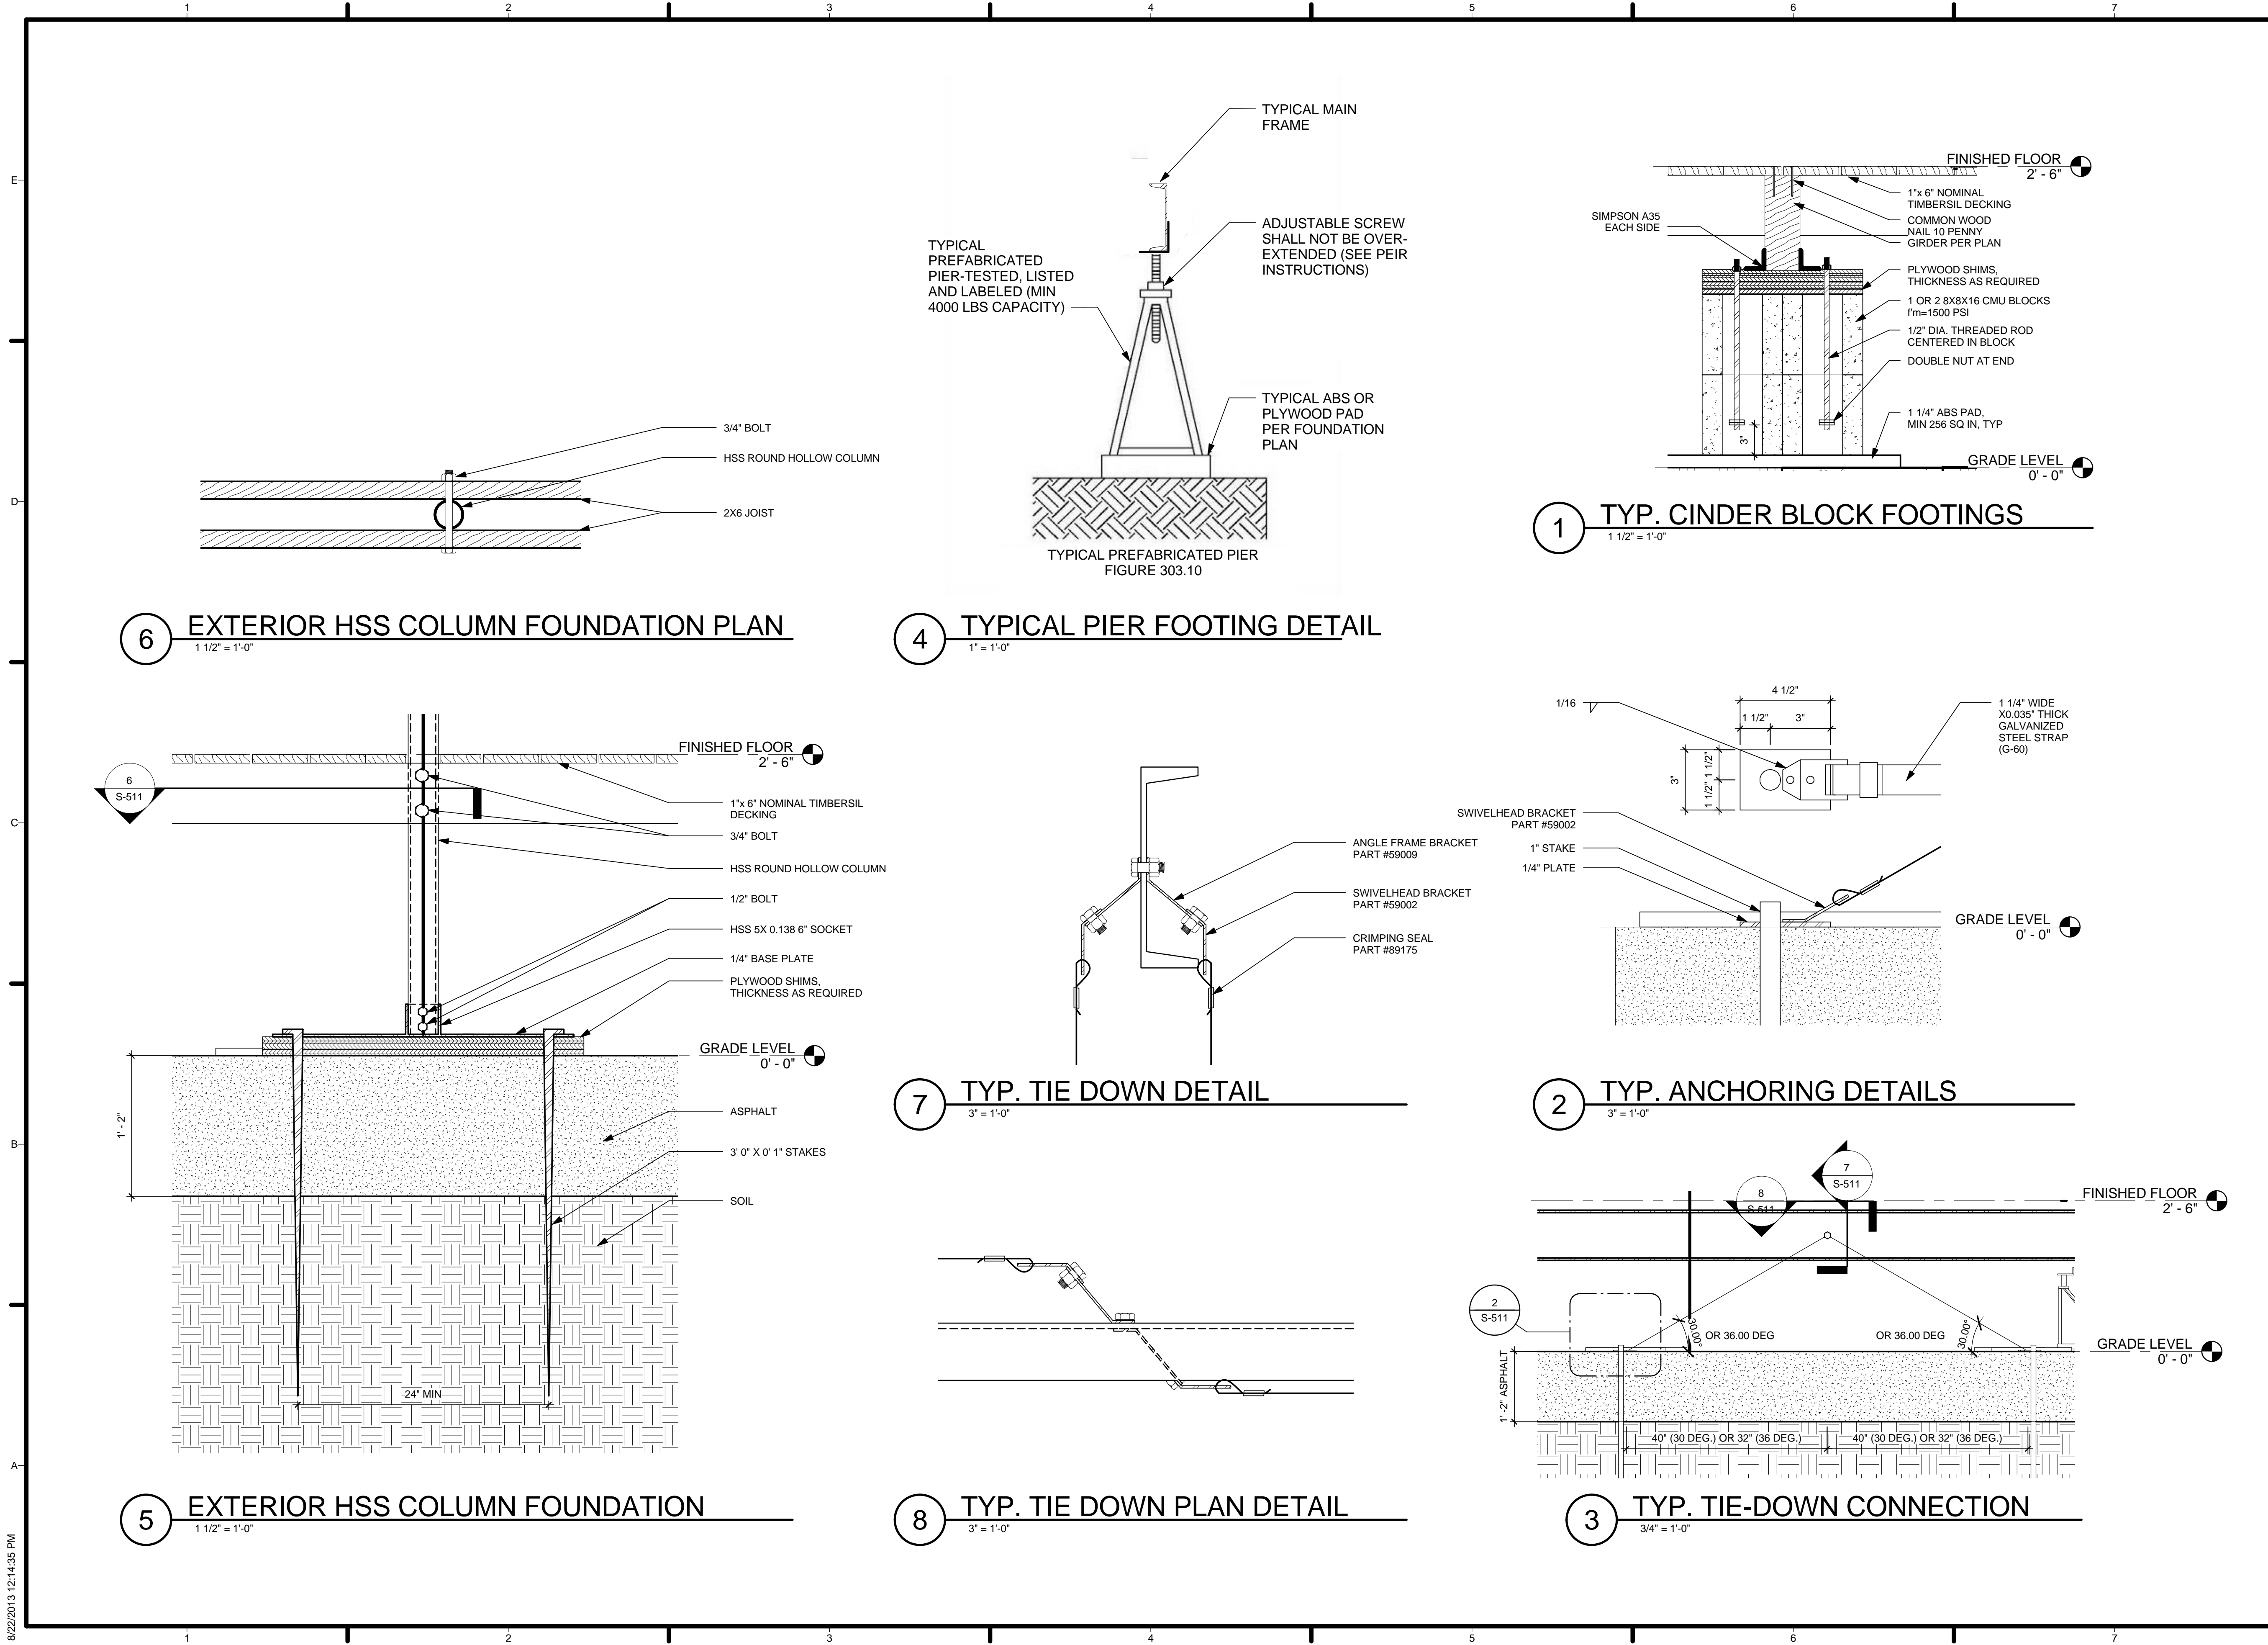 1
2
3
4
5
6
7
E
D
C
B
A
3/4" BOLT
HSS ROUND HOLLOW COLUMN
2X6 JOIST
6
EXTERIOR HSS COLUMN FOUNDATION PLAN
1 1/2" = 1'-0"
TYPICAL MAIN
FRAME
TYPICAL
PREFABRICATED
PIER-TESTED, LISTED
AND LABELED (MIN
4000 LBS CAPACITY)
ADJUSTABLE SCREW
SHALL NOT BE OVER-
EXTENDED (SEE PEIR
INSTRUCTIONS)
TYPICAL ABS OR
PLYWOOD PAD
PER FOUNDATION
PLAN
TYPICAL PREFABRICATED PIER
FIGURE 303.10
4
TYPICAL PIER FOOTING DETAIL
1" = 1'-0"
FINISHED FLOOR
2' - 6"
1"x 6" NOMINAL
TIMBERSIL DECKING
COMMON WOOD
NAIL 10 PENNY
GIRDER PER PLAN
SIMPSON A35
EACH SIDE
PLYWOOD SHIMS,
THICKNESS AS REQUIRED
1 OR 2 8X8X16 CMU BLOCKS
f'm=1500 PSI
1/2" DIA. THREADED ROD
CENTERED IN BLOCK
DOUBLE NUT AT END
1 1/4" ABS PAD,
MIN 256 SQ IN, TYP
3"
GRADE LEVEL
0' - 0"
1
TYP. CINDER BLOCK FOOTINGS
1 1/2" = 1'-0"
6
S-511
FINISHED FLOOR
2' - 6"
1"x 6" NOMINAL TIMBERSIL
DECKING
3/4" BOLT
HSS ROUND HOLLOW COLUMN
1/2" BOLT
HSS 5X 0.138 6" SOCKET
1/4" BASE PLATE
PLYWOOD SHIMS,
THICKNESS AS REQUIRED
GRADE LEVEL
0' - 0"
1' - 2"
ASPHALT
3' 0" X 0' 1" STAKES
SOIL
24" MIN
5
EXTERIOR HSS COLUMN FOUNDATION
1 1/2" = 1'-0"
ANGLE FRAME BRACKET
PART #59009
SWIVELHEAD BRACKET
PART #59002
CRIMPING SEAL
PART #89175
7
TYP. TIE DOWN DETAIL
3" = 1'-0"
8
TYP. TIE DOWN PLAN DETAIL
3" = 1'-0"
1/16
4 1/2"
1 1/2"
3"
3"
1 1/2"
1 1/2"
1 1/4" WIDE
X0.035" THICK
GALVANIZED
STEEL STRAP
(G-60)
SWIVELHEAD BRACKET
PART #59002
1" STAKE
1/4" PLATE
GRADE LEVEL
0' - 0"
2
TYP. ANCHORING DETAILS
3" = 1'-0"
7
S-511
8
S-511
FINISHED FLOOR
2' - 6"
2
S-511
30.00°
OR 36.00 DEG
OR 36.00 DEG
30.00°
GRADE LEVEL
0' - 0"
1' -2" ASPHALT
40" (30 DEG.) OR 32" (36 DEG.)
40" (30 DEG.) OR 32" (36 DEG.)
3
TYP. TIE-DOWN CONNECTION
3/4" = 1'-0"
8/22/2013 12:14:35 PM
1
2
3
4
5
6
7